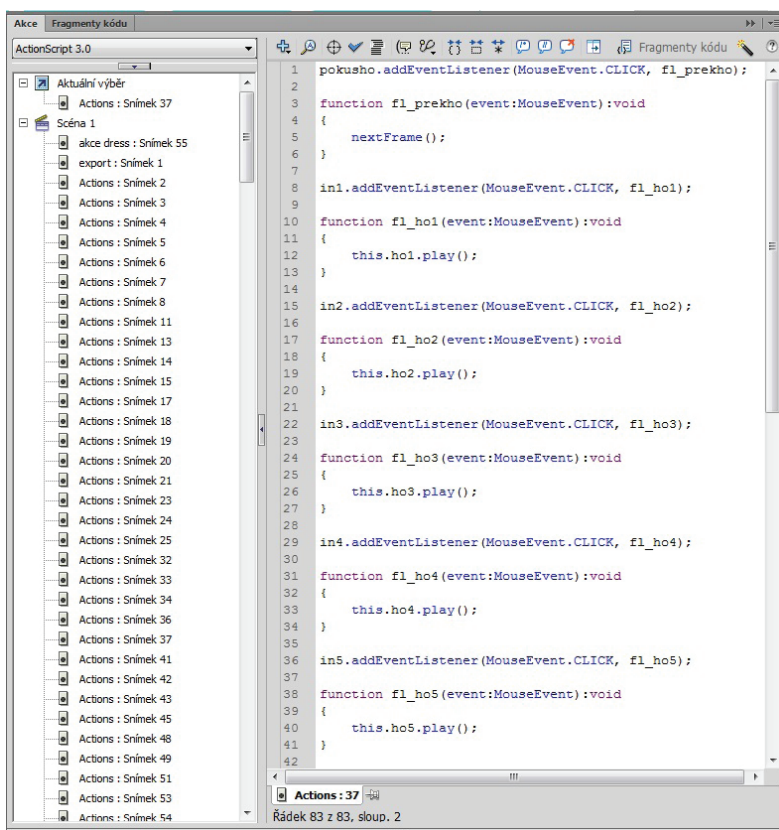 Akce Fragmenty kódu
ActionScript 3.0
Aktuální výběr
Actions : Snímek 37
Scéna 1
akce dress : Snímek 55
export : Snímek 1
Actions : Snímek 2
Actions : Snímek 3
Actions : Snímek 4
Actions : Snímek 5
Actions : Snímek 6
Actions : Snímek 7
Actions : Snímek 8
Actions : Snímek 11
Actions : Snímek 13
Actions : Snímek 14
Actions : Snímek 15
Actions : Snímek 17
Actions : Snímek 18
Actions : Snímek 19
Actions : Snímek 20
Actions : Snímek 21
Actions : Snímek 23
Actions : Snímek 24
Actions : Snímek 25
Actions : Snímek 32
Actions : Snímek 33
Actions : Snímek 34
Actions : Snímek 36
Actions : Snímek 37
Actions : Snímek 41
Actions : Snímek 42
Actions : Snímek 43
Actions : Snímek 45
Actions : Snímek 48
Actions : Snímek 49
Actions : Snímek 51
Actions : Snímek 53
Actions : Snímek 54
Fragmenty kódu
1 pokusho.addEventListener(MouseEvent.CLICK, fl_prekho);
2
3 function fl_prekho(event:MouseEvent):void
4 {
5 nextFrame();
6 }
7
8 in1.addEventListener(MouseEvent.CLICK, fl_ho1);
9
10 function fl_ho1(event:MouseEvent):void
11 {
12 this.ho1.play();
13 }
14
15 in2.addEventListener(MouseEvent.CLICK, fl_ho2);
16
17 function fl_ho2(event:MouseEvent):void
18 {
19 this.ho2.play();
20 }
21
22 in3.addEventListener(MouseEvent.CLICK, fl_ho3);
23
24 function fl_ho3(event:MouseEvent):void
25 {
26 this.ho3.play();
27 }
28
29 in4.addEventListener(MouseEvent.CLICK, fl_ho4);
30
31 function fl_ho4(event:MouseEvent):void
32 {
33 this.ho4.play();
34 }
35
36 in5.addEventListener(MouseEvent.CLICK, fl_ho5);
37
38 function fl_ho5(event:MouseEvent):void
39 {
40 this.ho5.play();
41 }
42
Actions : 37
Řádek 83 z 83, sloup. 2